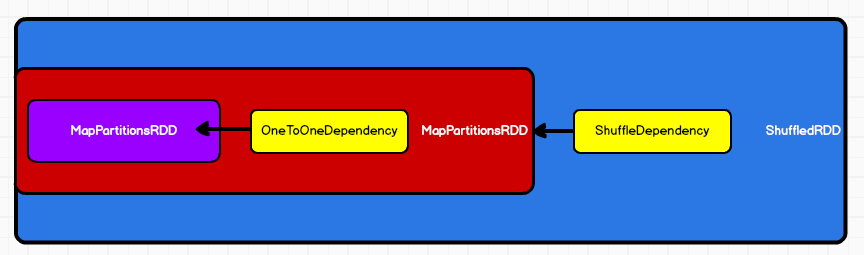 MapPartitionsRDD
OneToOneDependency
MapPartitionsRDD
ShuffleDependency
ShuffledRDD